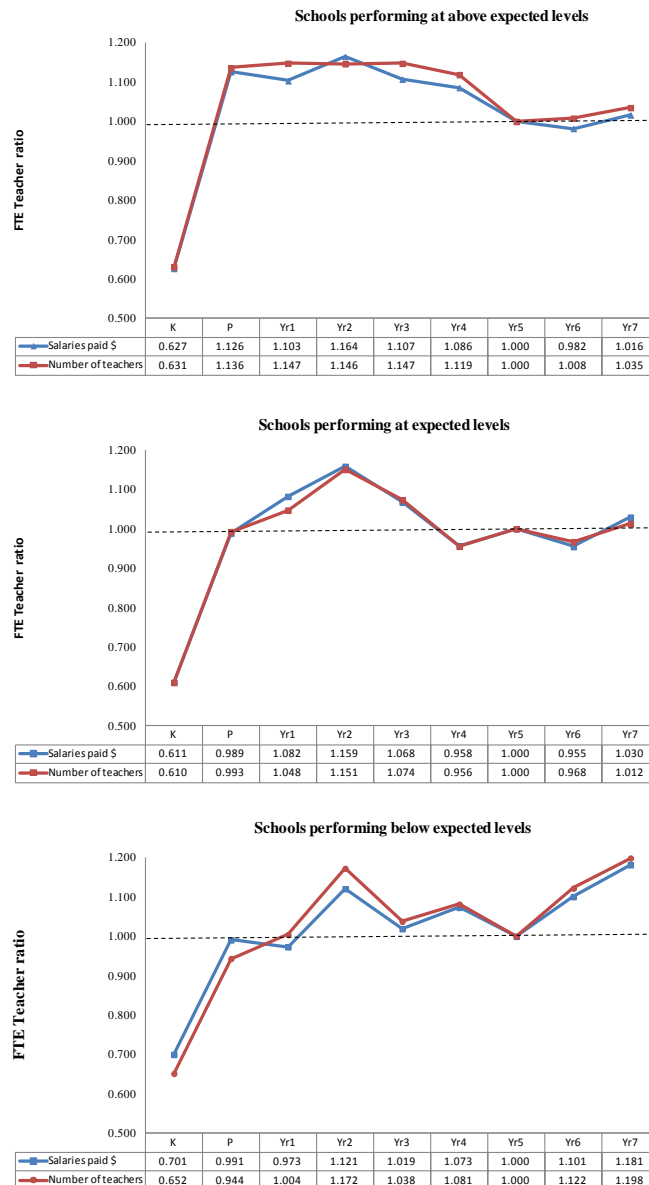 Schools performing at above expected levels
FTE Teacher ratio
1.200
1.100
1.000
0.900
0.800
0.700
0.600
0.500
K P Yr1 Yr2 Yr3 Yr4 Yr5 Yr6 Yr7
Salaries paid $ 0.627 1.126 1.103 1.164 1.107 1.086 1.000 0.982 1.016
Number of teachers 0.631 1.136 1.147 1.146 1.147 1.119 1.000 1.008 1.035
Schools performing at expected levels
FTE Teacher ratio
1.200
1.100
1.000
0.900
0.800
0.700
0.600
0.500
K P Yr1 Yr2 Yr3 Yr4 Yr5 Yr6 Yr7
Salaries paid $ 0.611 0.989 1.082 1.159 1.068 0.958 1.000 0.955 1.030
Number of teachers 0.610 0.993 1.048 1.151 1.074 0.956 1.000 0.968 1.012
Schools performing below expected levels
FTE Teacher ratio
1.200
1.100
1.000
0.900
0.800
0.700
0.600
0.500
K P Yr1 Yr2 Yr3 Yr4 Yr5 Yr6 Yr7
Salaries paid $ 0.701 0.991 0.973 1.121 1.019 1.073 1.000 1.101 1.181
Number of teachers 0.652 0.944 1.004 1.172 1.038 1.081 1.000 1.122 1.198